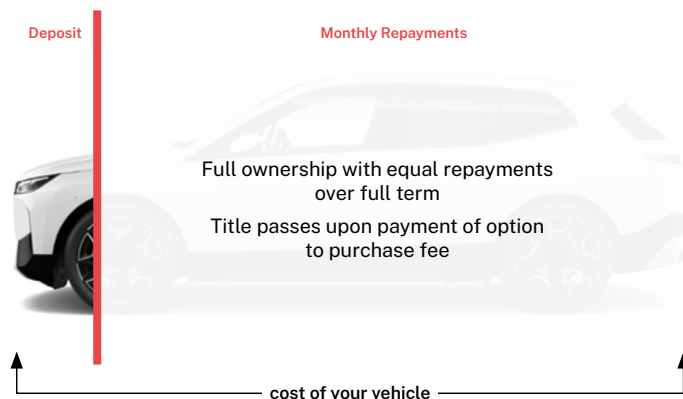 Deposit
Monthly Repayments
Full ownership with equal repayments
over full term
Title passes upon payment of option
to purchase fee
cost of your vehicle